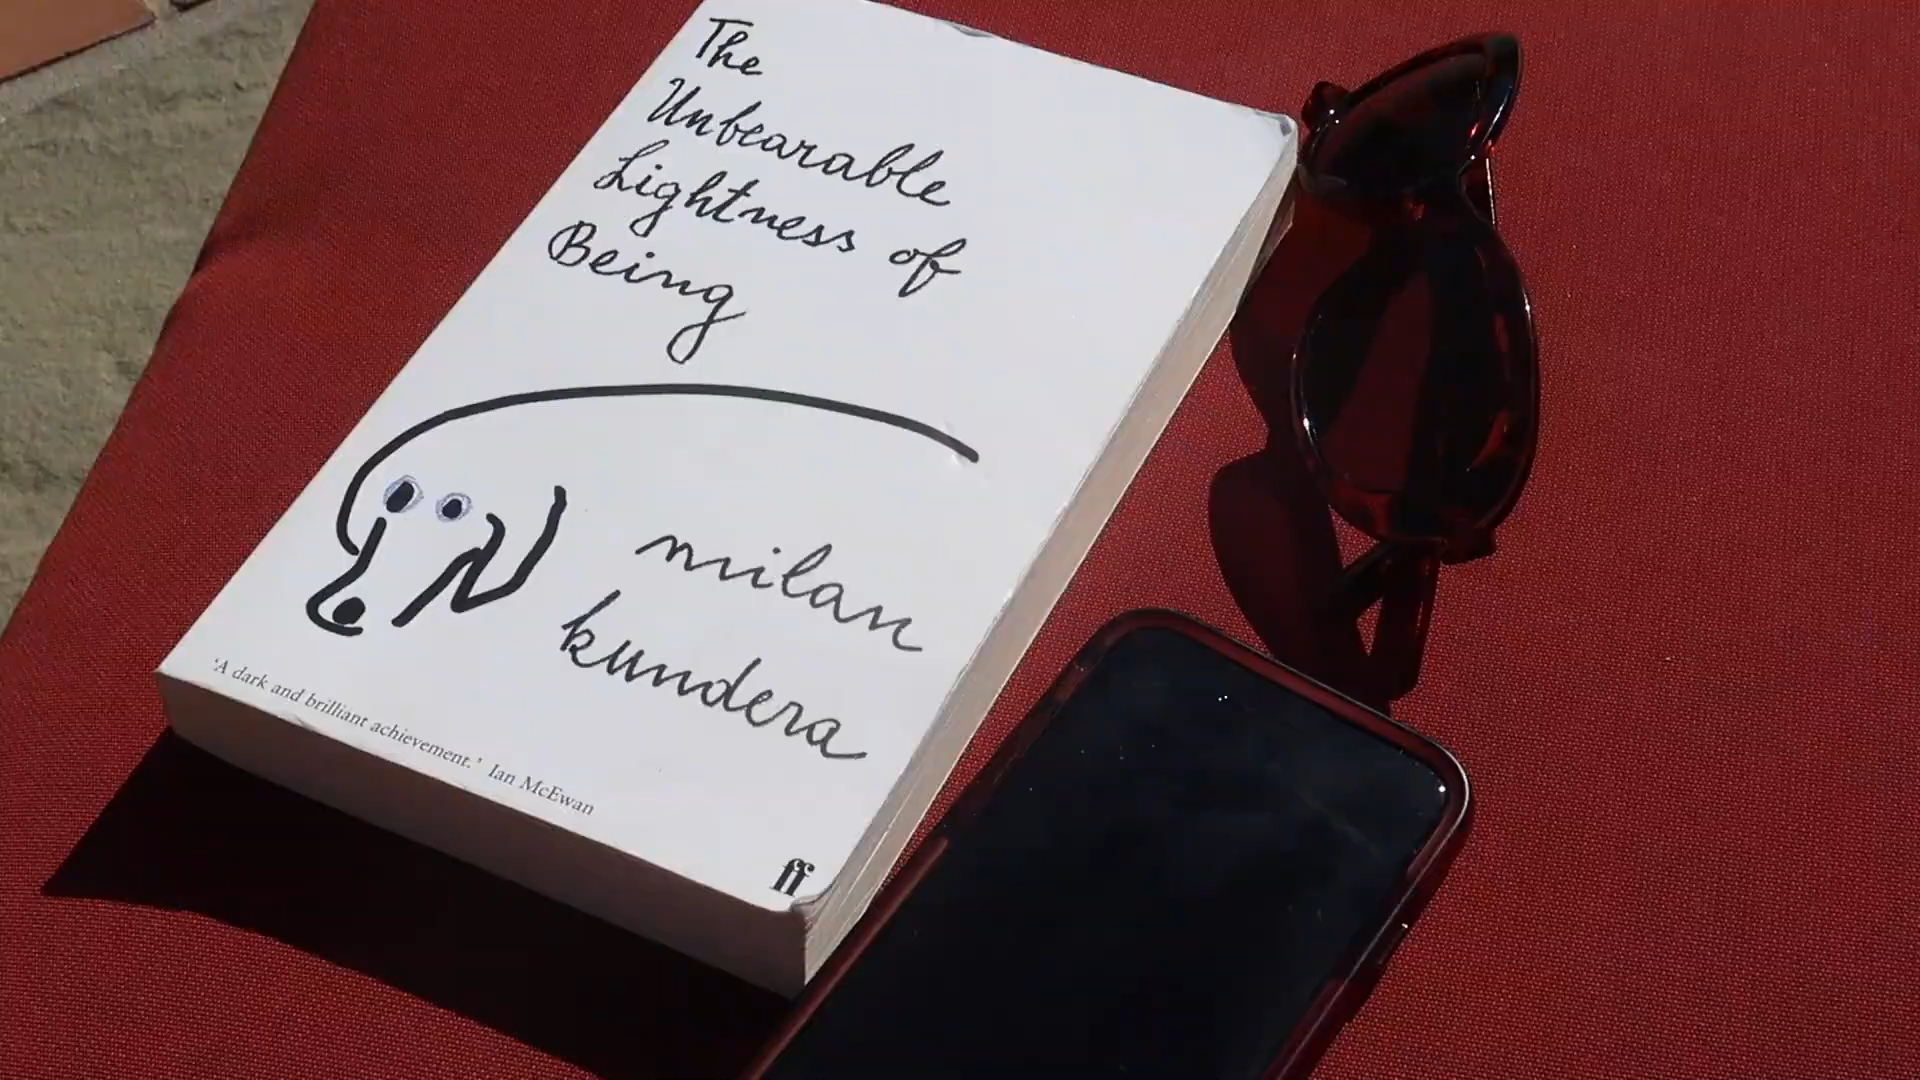 The
Unbearable
Lightness of
Being
milan
kundera
'A dark and brilliant achievement.' Ian McEwan
ff